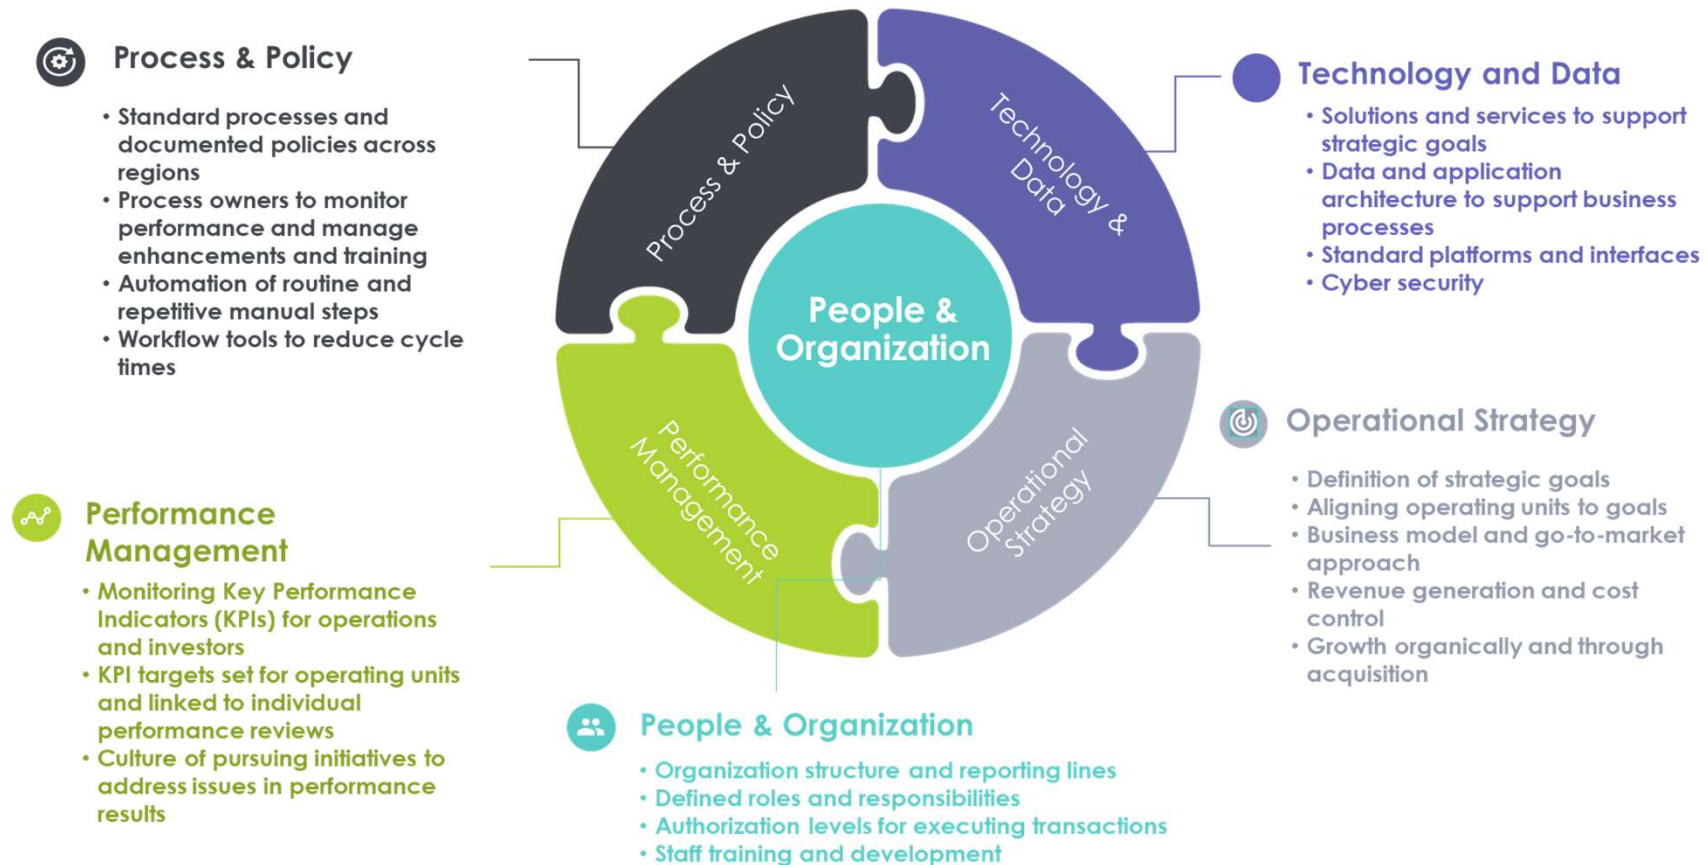 Process & Policy
• Standard processes and
documented policies across
regions
• Process owners to monitor
performance and manage
enhancements and training
• Automation of routine and
repetitive manual steps
• Workflow tools to reduce cycle
times
Process & Policy
Technology &
Data
People &
Organization
Performance
Management
Operational
Strategy
Technology and Data
• Solutions and services to support
strategic goals
• Data and application
architecture to support business
processes
• Standard platforms and interfaces
• Cyber security
Operational Strategy
• Definition of strategic goals
• Aligning operating units to goals
• Business model and go-to-market
approach
• Revenue generation and cost
control
• Growth organically and through
acquisition
Performance
Management
• Monitoring Key Performance
Indicators (KPIs) for operations
and investors
• KPI targets set for operating units
and linked to individual
performance reviews
• Culture of pursuing initiatives to
address issues in performance
results
People & Organization
• Organization structure and reporting lines
• Defined roles and responsibilities
• Authorization levels for executing transactions
• Staff training and development